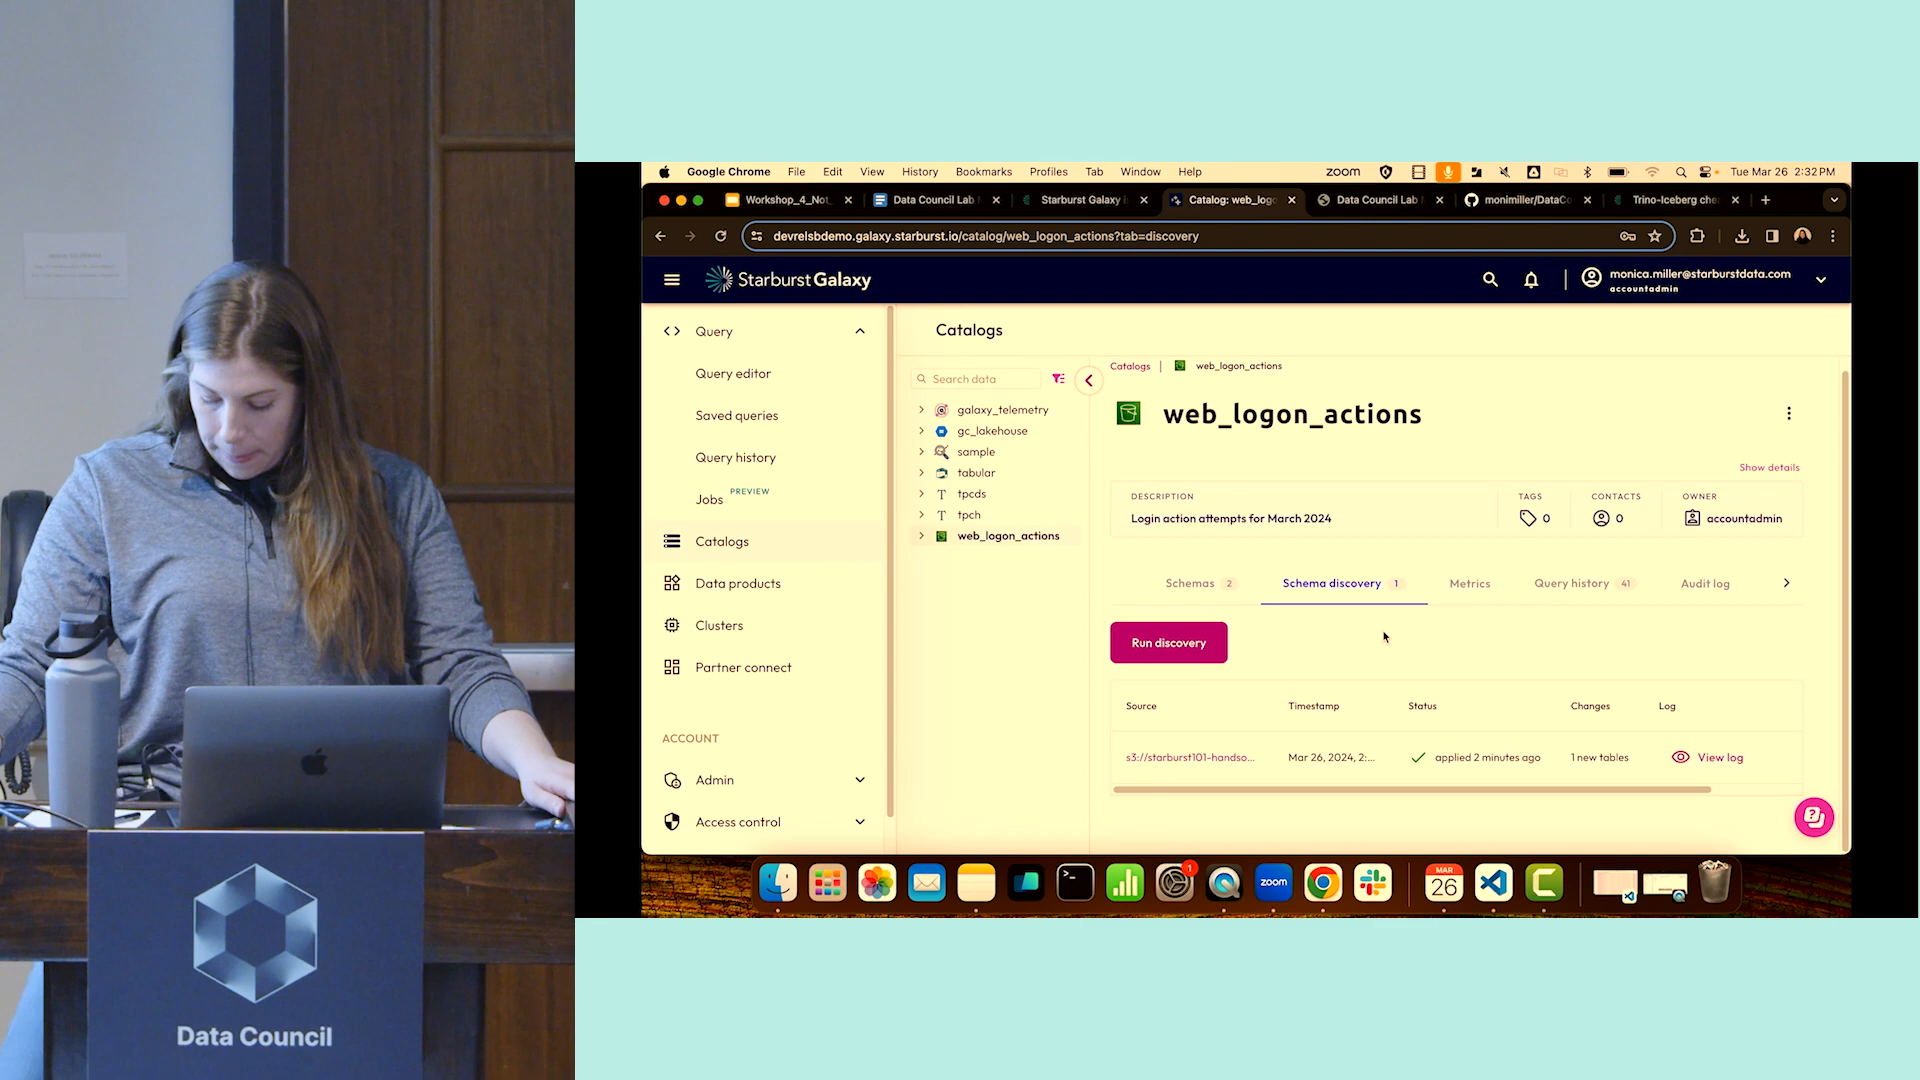 Data Council
Google Chrome File Edit View History Bookmarks Profiles Tab Window Help zoom Tue Mar 26 2:32 PM
Workshop_4_Not Data Council Lab Starburst Galaxy Catalog: web_logo Data Council Lab monimiller/DataCo Trino-Iceberg che
devrelsbdemo.galaxy.starburst.io/catalog/web_logon_actions?tab=discovery
Starburst Galaxy
monica.miller@starburstdata.com
accountadmin
Query
Query editor
Saved queries
Query history
Jobs PREVIEW
Catalogs
Data products
Clusters
Partner connect
ACCOUNT
Admin
Access control
Catalogs
Search data
galaxy_telemetry
gc_lakehouse
sample
tabular
tpcds
tpch
web_logon_actions
Catalogs | web_logon_actions
web_logon_actions
Show details
DESCRIPTION
Login action attempts for March 2024
TAGS
0
CONTACTS
0
OWNER
accountadmin
Schemas 2 Schema discovery 1 Metrics Query history 41 Audit log
Run discovery
Source Timestamp Status Changes Log
s3://starburst101-handso... Mar 26, 2024, 2:... applied 2 minutes ago 1 new tables View log
1
zoom
MAR
26